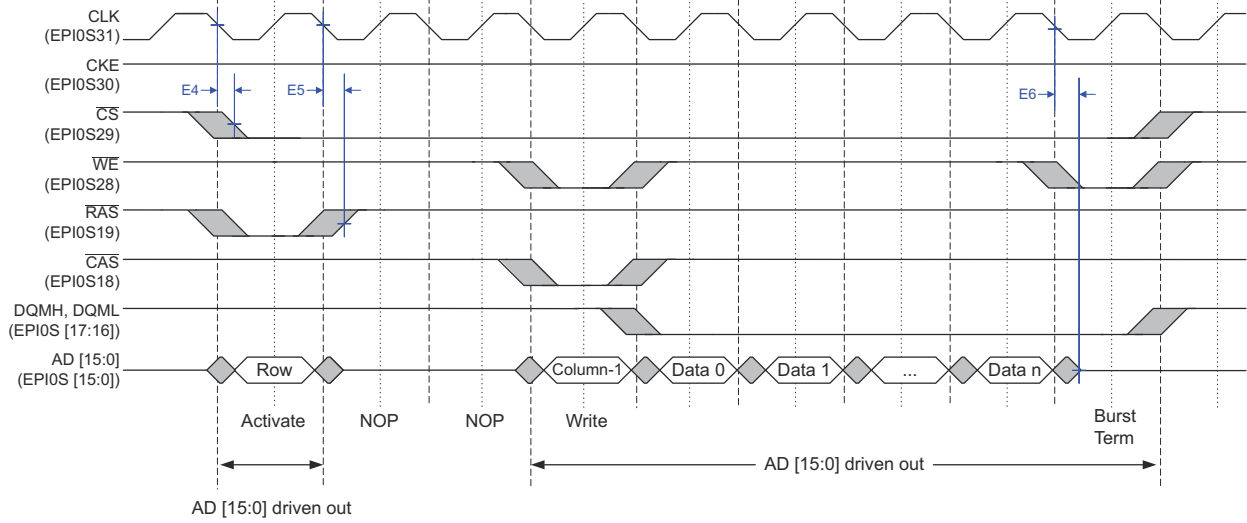 CLK
(EPI0S31)
CKE
(EPI0S30)
E4
E5
E6
CS
(EPI0S29)
WE
(EPI0S28)
RAS
(EPI0S19)
CAS
(EPI0S18)
DQMH, DQML
(EPI0S [17:16])
AD [15:0]
(EPI0S [15:0])
Row
Column-1
Data 0
Data 1
...
Data n
Activate
NOP
NOP
Write
Burst
Term
AD [15:0] driven out
AD [15:0] driven out